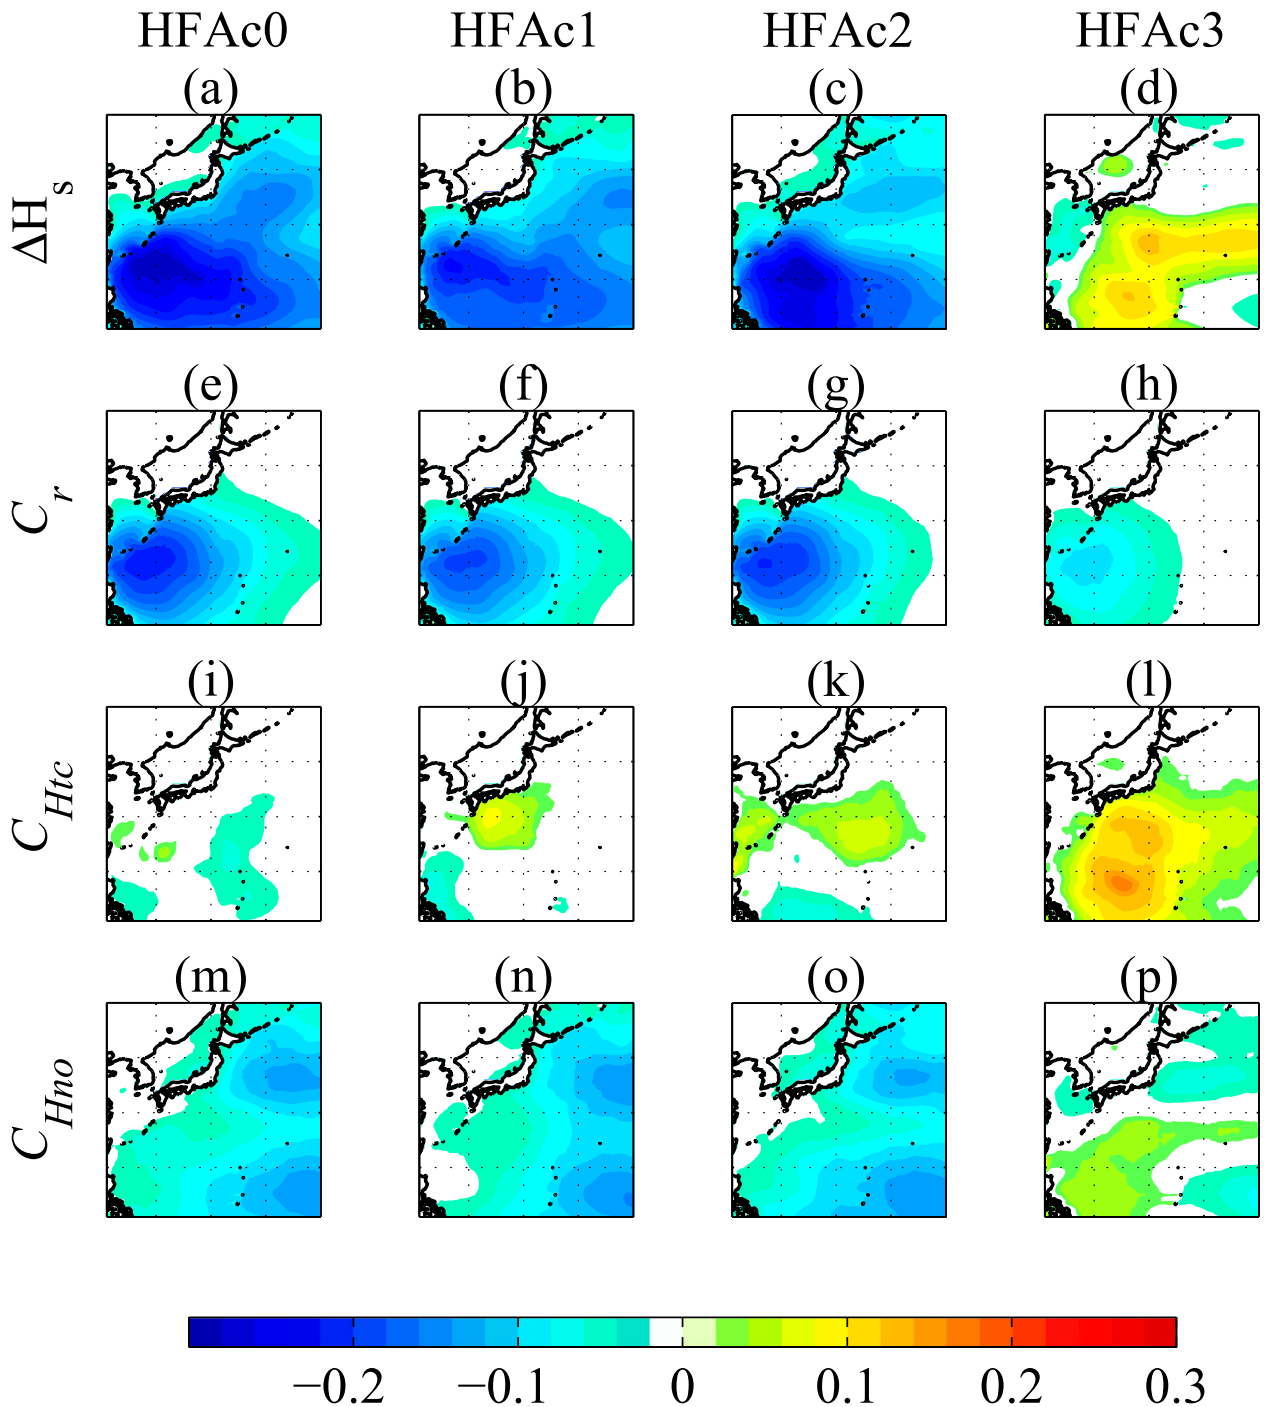 HFAc0 HFAc1 HFAc2 HFAc3
(a) (b) (c) (d)
ΔHs
(e) (f) (g) (h)
Cr
(i) (j) (k) (l)
CHtc
(m) (n) (o) (p)
CHno
−0.2 −0.1 0 0.1 0.2 0.3